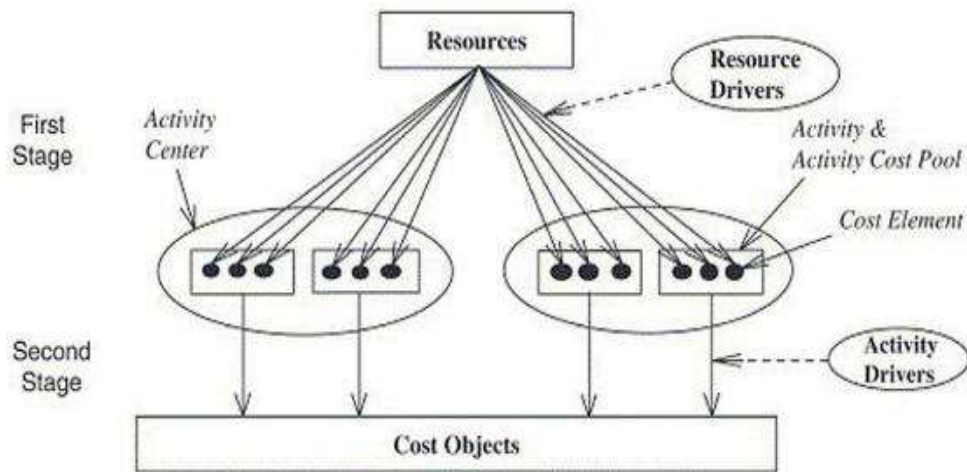 Resources
Resource
Drivers
First
Stage
Activity
Center
Activity &
Activity Cost Pool
Cost Element
Second
Stage
Activity
Drivers
Cost Objects